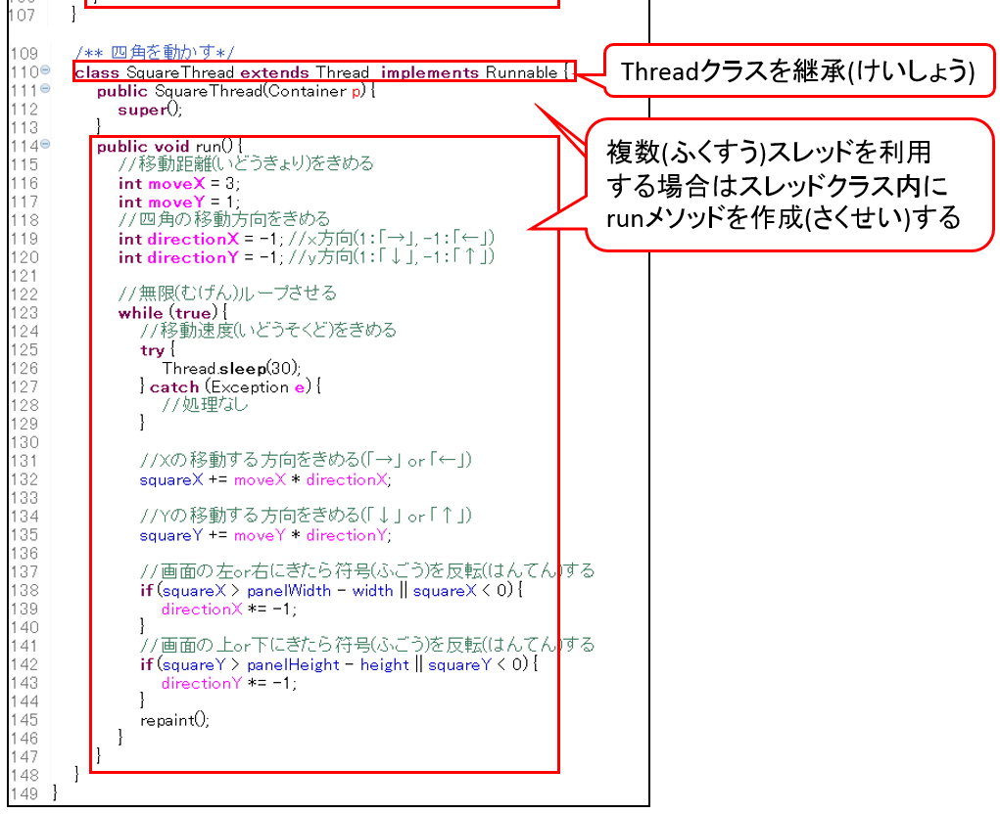 107 }
109 /** 四角を動かす*/
110 class SquareThread extends Thread implements Runnable {
Threadクラスを継承(けいしょう)
111 public SquareThread(Container p) {
112 super();
113 }
複数(ふくすう)スレッドを利用
する場合はスレッドクラス内に
runメソッドを作成(さくせい)する
114 public void run() {
115 //移動距離(いどうきょり)をきめる
116 int moveX = 3;
117 int moveY = 1;
118 //四角の移動方向をきめる
119 int directionX = -1; //x方向(1:「→」, -1:「←」)
120 int directionY = -1; //y方向(1:「↓」, -1:「↑」)
121
122 //無限(むげん)ループさせる
123 while (true) {
124 //移動速度(いどうそくど)をきめる
125 try {
126 Thread.sleep(30);
127 } catch (Exception e) {
128 //処理なし
129 }
130
131 //Xの移動する方向をきめる(「→」 or 「←」)
132 squareX += moveX * directionX;
133
134 //Yの移動する方向をきめる(「↓」 or 「↑」)
135 squareY += moveY * directionY;
136
137 //画面の左or右にきたら符号(ふごう)を反転(はんてん)する
138 if (squareX > panelWidth - width || squareX < 0) {
139 directionX *= -1;
140 }
141 //画面の上or下にきたら符号(ふごう)を反転(はんてん)する
142 if (squareY > panelHeight - height || squareY < 0) {
143 directionY *= -1;
144 }
145 repaint();
146 }
147 }
148 }
149 }